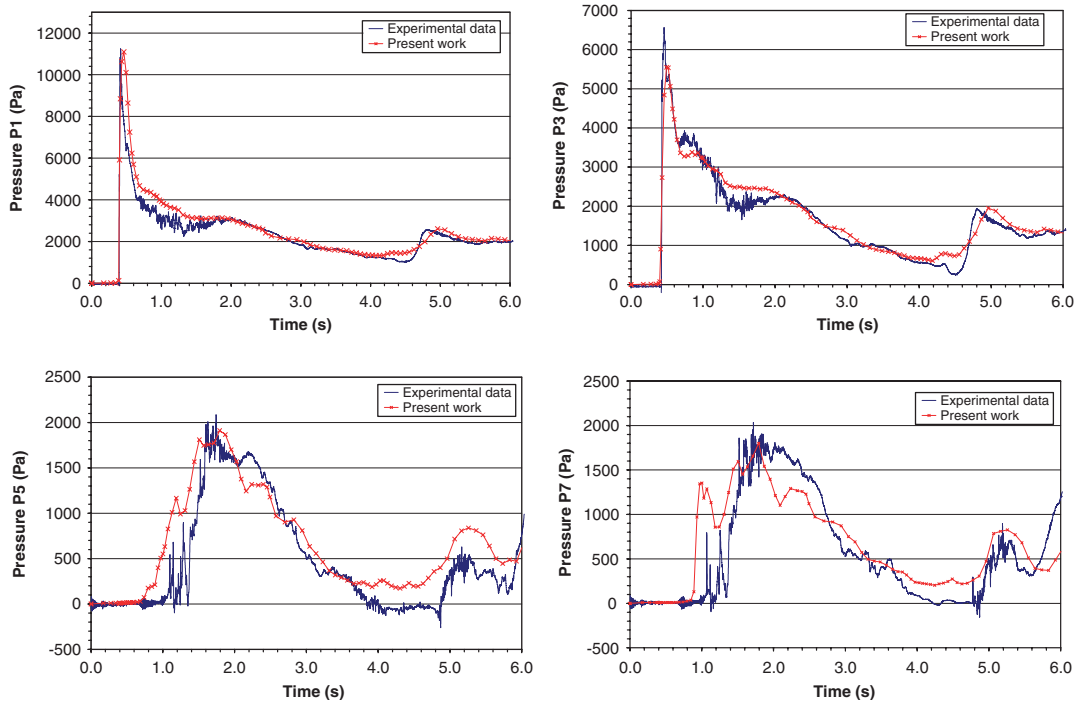 Pressure P1 (Pa)
12000
10000
8000
6000
4000
2000
0
0.0 1.0 2.0 3.0 4.0 5.0 6.0
Time (s)
Experimental data
Present work
Pressure P3 (Pa)
7000
6000
5000
4000
3000
2000
1000
0
0.0 1.0 2.0 3.0 4.0 5.0 6.0
Time (s)
Experimental data
Present work
Pressure P5 (Pa)
2500
2000
1500
1000
500
0
-500
0.0 1.0 2.0 3.0 4.0 5.0 6.0
Time (s)
Experimental data
Present work
Pressure P7 (Pa)
2500
2000
1500
1000
500
0
-500
0.0 1.0 2.0 3.0 4.0 5.0 6.0
Time (s)
Experimental data
Present work